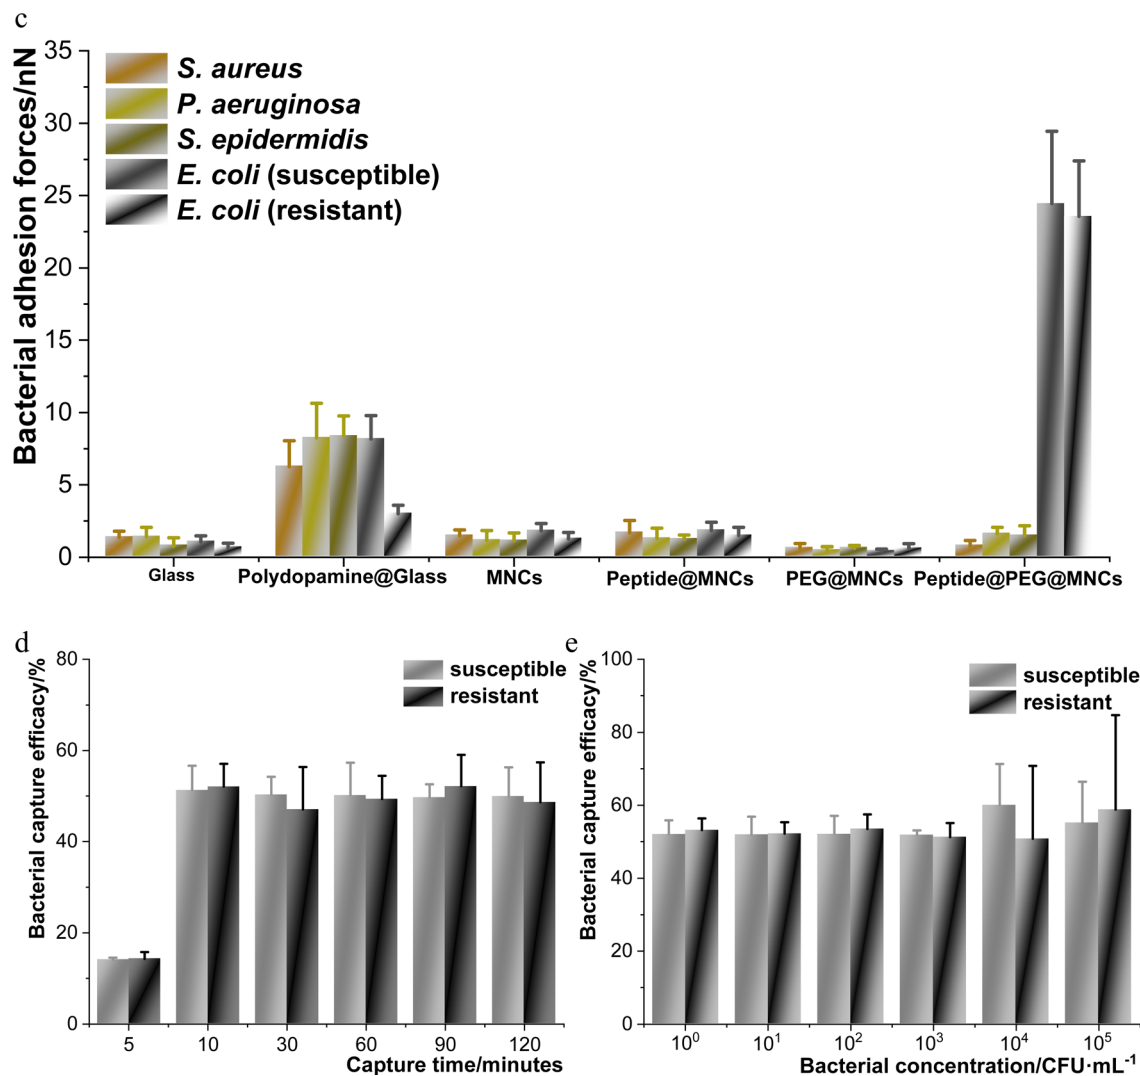 c
Bacterial adhesion forces/nN
35
30
25
20
15
10
5
0
S. aureus
P. aeruginosa
S. epidermidis
E. coli (susceptible)
E. coli (resistant)
Glass Polydopamine@Glass MNCs Peptide@MNCs PEG@MNCs Peptide@PEG@MNCs
d
Bacterial capture efficacy/%
80
60
40
20
0
susceptible
resistant
5 10 30 60 90 120
Capture time/minutes
e
Bacterial capture efficacy/%
100
80
60
40
20
0
susceptible
resistant
10⁰ 10¹ 10² 10³ 10⁴ 10⁵
Bacterial concentration/CFU·mL⁻¹